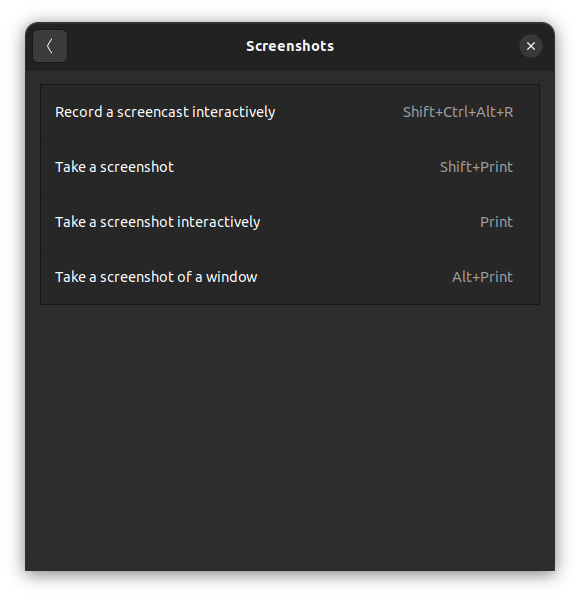 Screenshots
Record a screencast interactively Shift+Ctrl+Alt+R
Take a screenshot Shift+Print
Take a screenshot interactively Print
Take a screenshot of a window Alt+Print